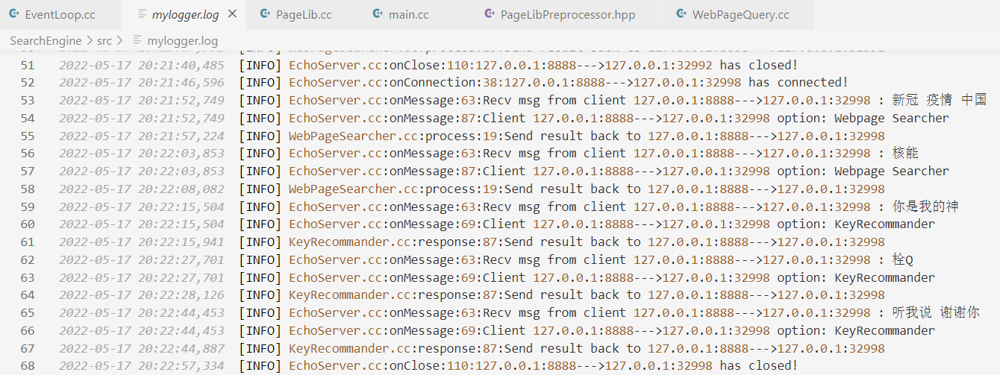 EventLoop.cc mylogger.log PageLib.cc main.cc PageLibPreprocessor.hpp WebPageQuery.cc
SearchEngine > src > mylogger.log
51 2022-05-17 20:21:40,485 [INFO] EchoServer.cc:onClose:110:127.0.0.1:8888--->127.0.0.1:32992 has closed!
52 2022-05-17 20:21:46,596 [INFO] EchoServer.cc:onConnection:38:127.0.0.1:8888--->127.0.0.1:32998 has connected!
53 2022-05-17 20:21:52,749 [INFO] EchoServer.cc:onMessage:63:Recv msg from client 127.0.0.1:8888--->127.0.0.1:32998 : 新冠 疫情 中国
54 2022-05-17 20:21:52,749 [INFO] EchoServer.cc:onMessage:87:Client 127.0.0.1:8888--->127.0.0.1:32998 option: Webpage Searcher
55 2022-05-17 20:21:57,224 [INFO] WebPageSearcher.cc:process:19:Send result back to 127.0.0.1:8888--->127.0.0.1:32998
56 2022-05-17 20:22:03,853 [INFO] EchoServer.cc:onMessage:63:Recv msg from client 127.0.0.1:8888--->127.0.0.1:32998 : 核能
57 2022-05-17 20:22:03,853 [INFO] EchoServer.cc:onMessage:87:Client 127.0.0.1:8888--->127.0.0.1:32998 option: Webpage Searcher
58 2022-05-17 20:22:08,082 [INFO] WebPageSearcher.cc:process:19:Send result back to 127.0.0.1:8888--->127.0.0.1:32998
59 2022-05-17 20:22:15,504 [INFO] EchoServer.cc:onMessage:63:Recv msg from client 127.0.0.1:8888--->127.0.0.1:32998 : 你是我的神
60 2022-05-17 20:22:15,504 [INFO] EchoServer.cc:onMessage:69:Client 127.0.0.1:8888--->127.0.0.1:32998 option: KeyRecommander
61 2022-05-17 20:22:15,941 [INFO] KeyRecommander.cc:response:87:Send result back to 127.0.0.1:8888--->127.0.0.1:32998
62 2022-05-17 20:22:27,701 [INFO] EchoServer.cc:onMessage:63:Recv msg from client 127.0.0.1:8888--->127.0.0.1:32998 : 栓Q
63 2022-05-17 20:22:27,701 [INFO] EchoServer.cc:onMessage:69:Client 127.0.0.1:8888--->127.0.0.1:32998 option: KeyRecommander
64 2022-05-17 20:22:28,126 [INFO] KeyRecommander.cc:response:87:Send result back to 127.0.0.1:8888--->127.0.0.1:32998
65 2022-05-17 20:22:44,453 [INFO] EchoServer.cc:onMessage:63:Recv msg from client 127.0.0.1:8888--->127.0.0.1:32998 : 听我说 谢谢你
66 2022-05-17 20:22:44,453 [INFO] EchoServer.cc:onMessage:69:Client 127.0.0.1:8888--->127.0.0.1:32998 option: KeyRecommander
67 2022-05-17 20:22:44,887 [INFO] KeyRecommander.cc:response:87:Send result back to 127.0.0.1:8888--->127.0.0.1:32998
68 2022-05-17 20:22:57,334 [INFO] EchoServer.cc:onClose:110:127.0.0.1:8888--->127.0.0.1:32998 has closed!